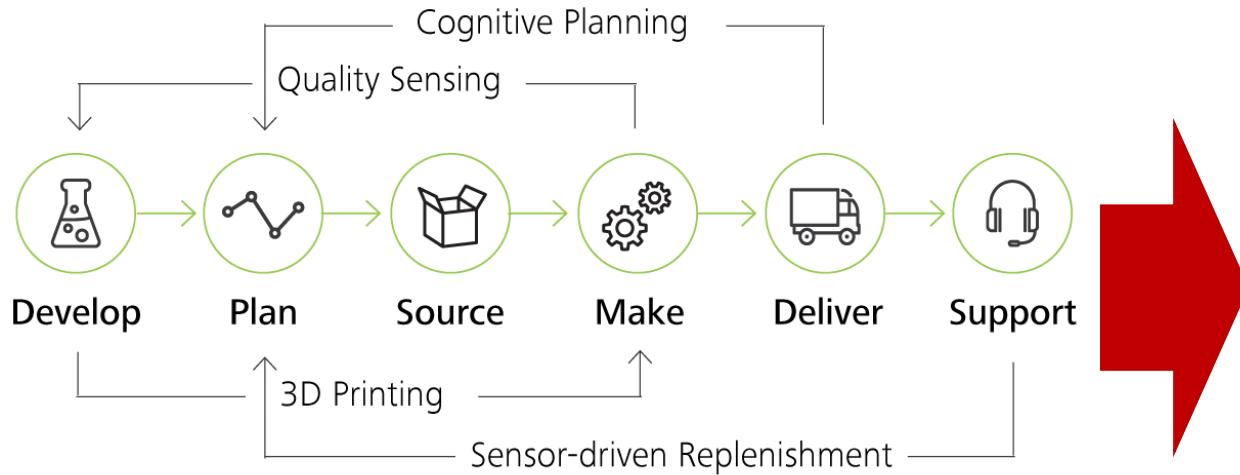 Cognitive Planning
Quality Sensing
Develop
Plan
Source
Make
Deliver
Support
3D Printing
Sensor-driven Replenishment